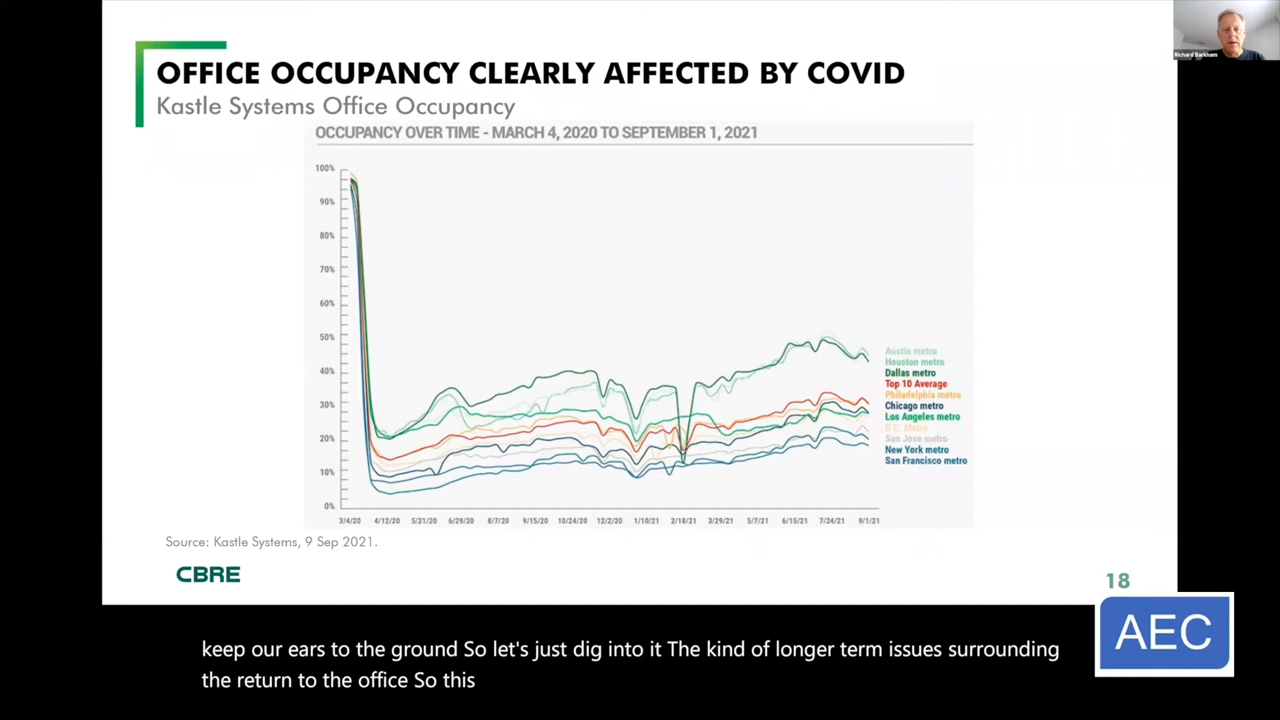 OFFICE OCCUPANCY CLEARLY AFFECTED BY COVID
Kastle Systems Office Occupancy
OCCUPANCY OVER TIME - MARCH 4, 2020 TO SEPTEMBER 1, 2021
100%
90%
80%
70%
60%
50%
40%
30%
20%
10%
0%
3/4/20 4/12/20 5/21/20 6/29/20 8/7/20 9/15/20 10/24/20 12/2/20 1/10/21 2/18/21 3/29/21 5/7/21 6/15/21 7/24/21 9/1/21
Austin metro
Houston metro
Dallas metro
Top 10 Average
Philadelphia metro
Chicago metro
Los Angeles metro
D.C. Metro
San Jose metro
New York metro
San Francisco metro
Source: Kastle Systems, 9 Sep 2021.
CBRE
18
Richard Barkham
AEC
keep our ears to the ground So let's just dig into it The kind of longer term issues surrounding
the return to the office So this